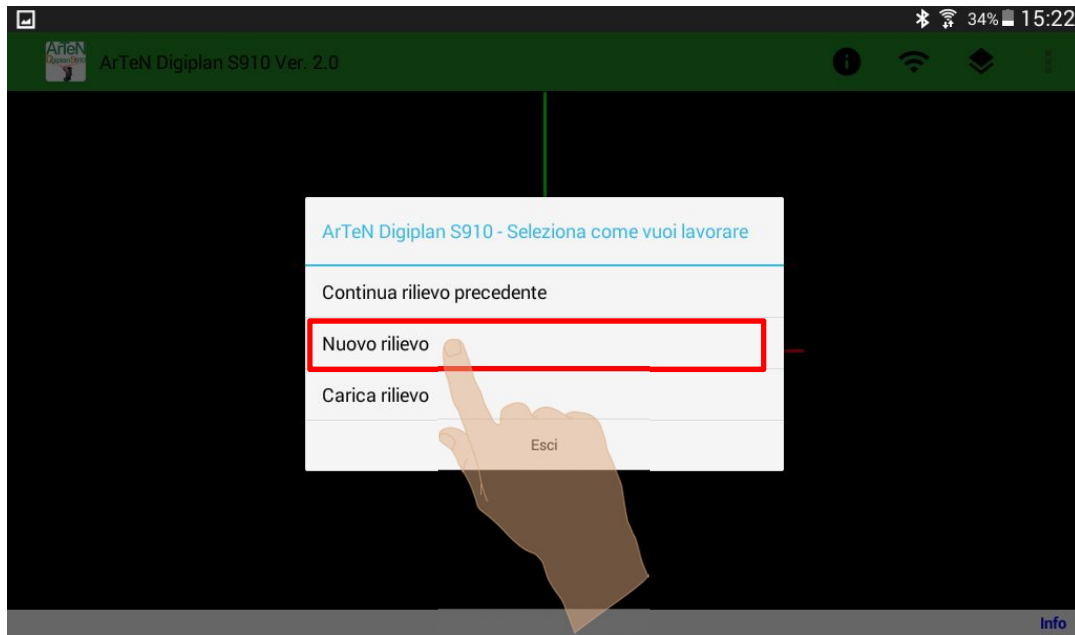 34% 15:22
ArTeN
ArTeN Digiplan S910 Ver. 2.0
ArTeN Digiplan S910 - Seleziona come vuoi lavorare
Continua rilievo precedente
Nuovo rilievo
Carica rilievo
Esci
Info